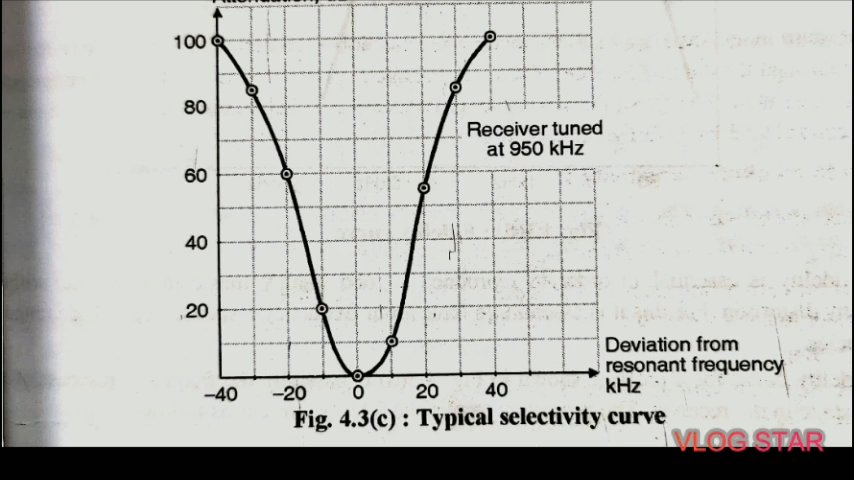 100
80
60
40
20
Receiver tuned
at 950 kHz
−40 −20 0 20 40
Deviation from
resonant frequency
kHz
Fig. 4.3(c) : Typical selectivity curve
VLOG STAR